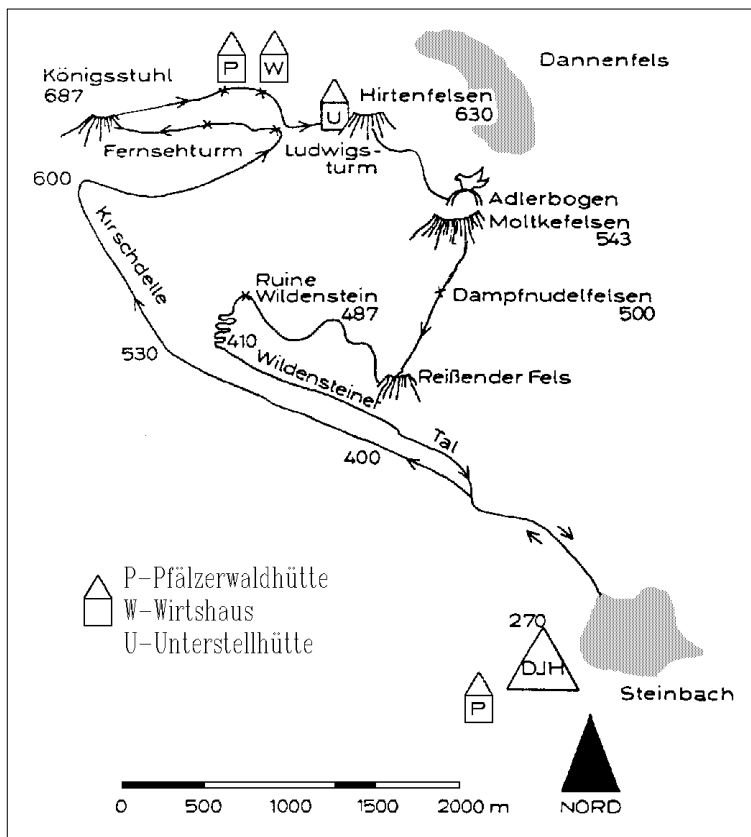 Dannenfels
Königsstuhl
687
P
W
U
Hirtenfelsen
630
Fernsehturm
Ludwigs-
turm
600
Kirschdelle
Adlerbogen
Moltkefelsen
543
Ruine
Wildenstein
487
Dampfnudelfelsen
500
530
410
Wildensteiner
Tal
Reißender Fels
400
P-Pfälzerwaldhütte
W-Wirtshaus
U-Unterstellhütte
270
DJH
P
Steinbach
0 500 1000 1500 2000 m
NORD